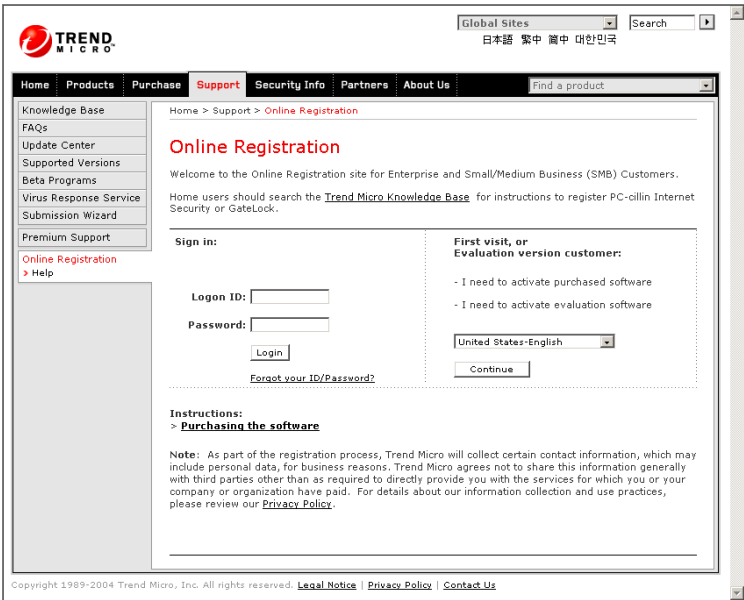 TREND
MICRO™
Global Sites
Search
日本語 繁中 簡中 대한민국
Home Products Purchase Support Security Info Partners About Us
Find a product
Knowledge Base
FAQs
Update Center
Supported Versions
Beta Programs
Virus Response Service
Submission Wizard
Premium Support
Online Registration
> Help
Home > Support > Online Registration
Online Registration
Welcome to the Online Registration site for Enterprise and Small/Medium Business (SMB) Customers.
Home users should search the Trend Micro Knowledge Base for instructions to register PC-cillin Internet
Security or GateLock.
Sign in:
Logon ID:
Password:
Login
Forgot your ID/Password?
First visit, or
Evaluation version customer:
- I need to activate purchased software
- I need to activate evaluation software
United States-English
Continue
Instructions:
> Purchasing the software
Note: As part of the registration process, Trend Micro will collect certain contact information, which may
include personal data, for business reasons. Trend Micro agrees not to share this information generally
with third parties other than as required to directly provide you with the services for which you or your
company or organization have paid. For details about our information collection and use practices,
please review our Privacy Policy.
Copyright 1989-2004 Trend Micro, Inc. All rights reserved. Legal Notice | Privacy Policy | Contact Us